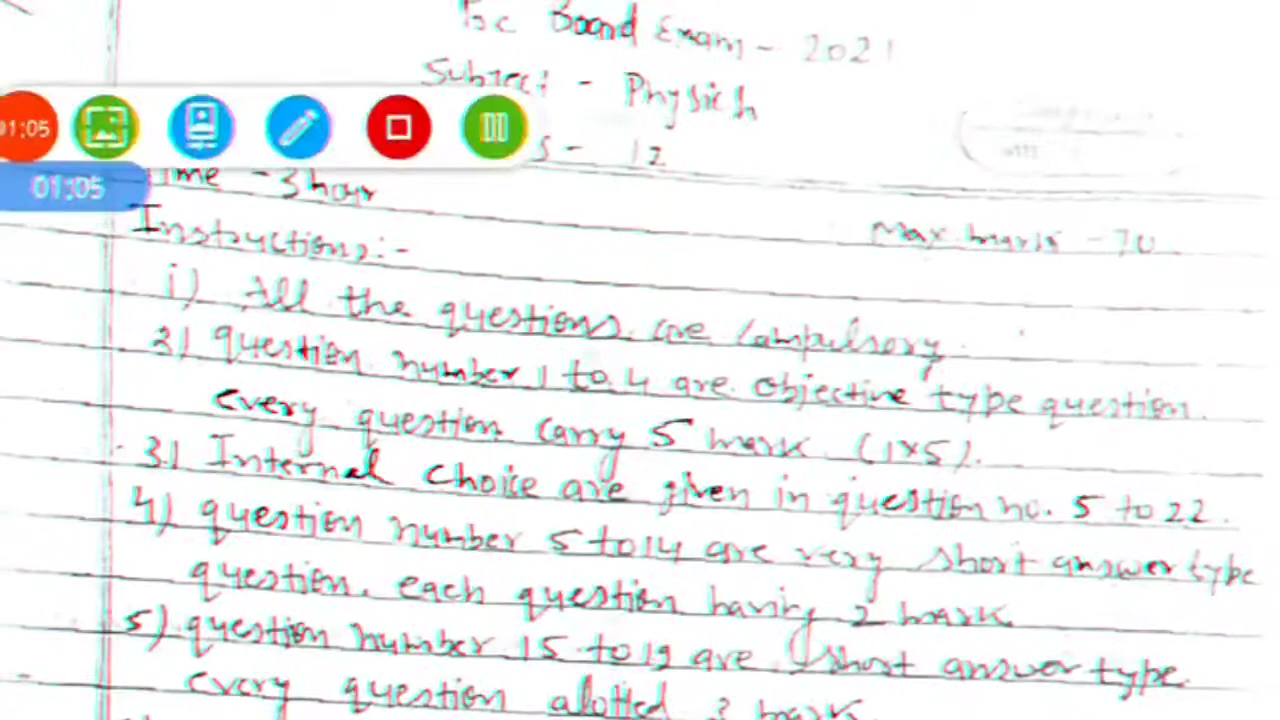 Board Exam - 2021
Subject - Physich
s - 12
01:05
01:05
Time - 3 hour
Max marks - 70
Instructions:-
i) All the questions are compulsory
2) question number 1 to 4 are objective type question.
every question carry 5 mark (1x5).
3.) Internal choice are given in question no. 5 to 22.
4) question number 5 to 14 are very short answer type
question. each question having 2 mark.
5) question number 15 to 19 are short answer type.
every question alotted 3 mark.